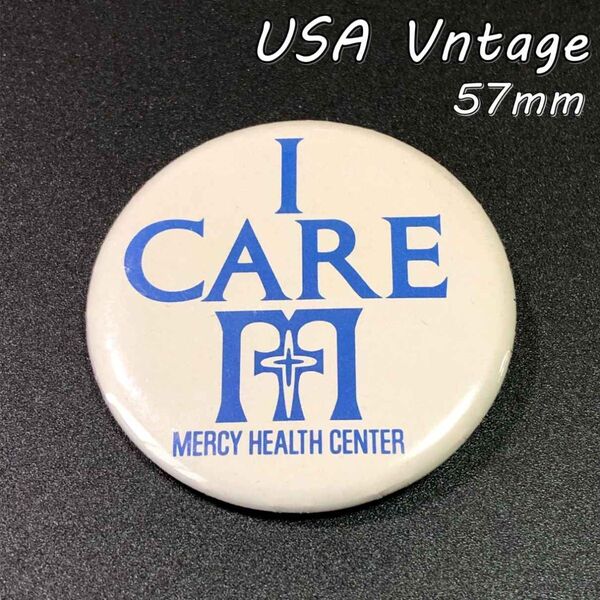 USA Vntage
57mm
I
CARE
M
MERCY HEALTH CENTER